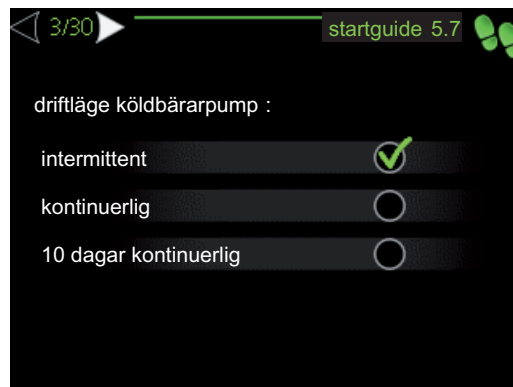 3/30
startguide 5.7
driftläge köldbärarpump :
intermittent
kontinuerlig
10 dagar kontinuerlig